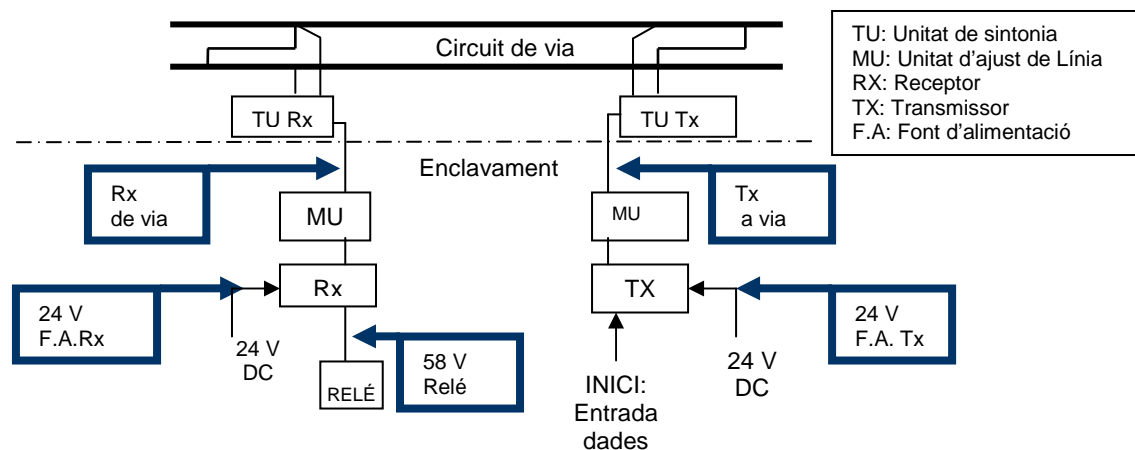 Circuit de via
TU: Unitat de sintonia
MU: Unitat d'ajust de Línia
RX: Receptor
TX: Transmissor
F.A: Font d'alimentació
TU Rx
TU Tx
Enclavament
Rx
de via
MU
MU
Tx
a via
24 V
F.A.Rx
Rx
TX
24 V
F.A. Tx
24 V
DC
RELÉ
58 V
Relé
INICI:
Entrada
dades
24 V
DC